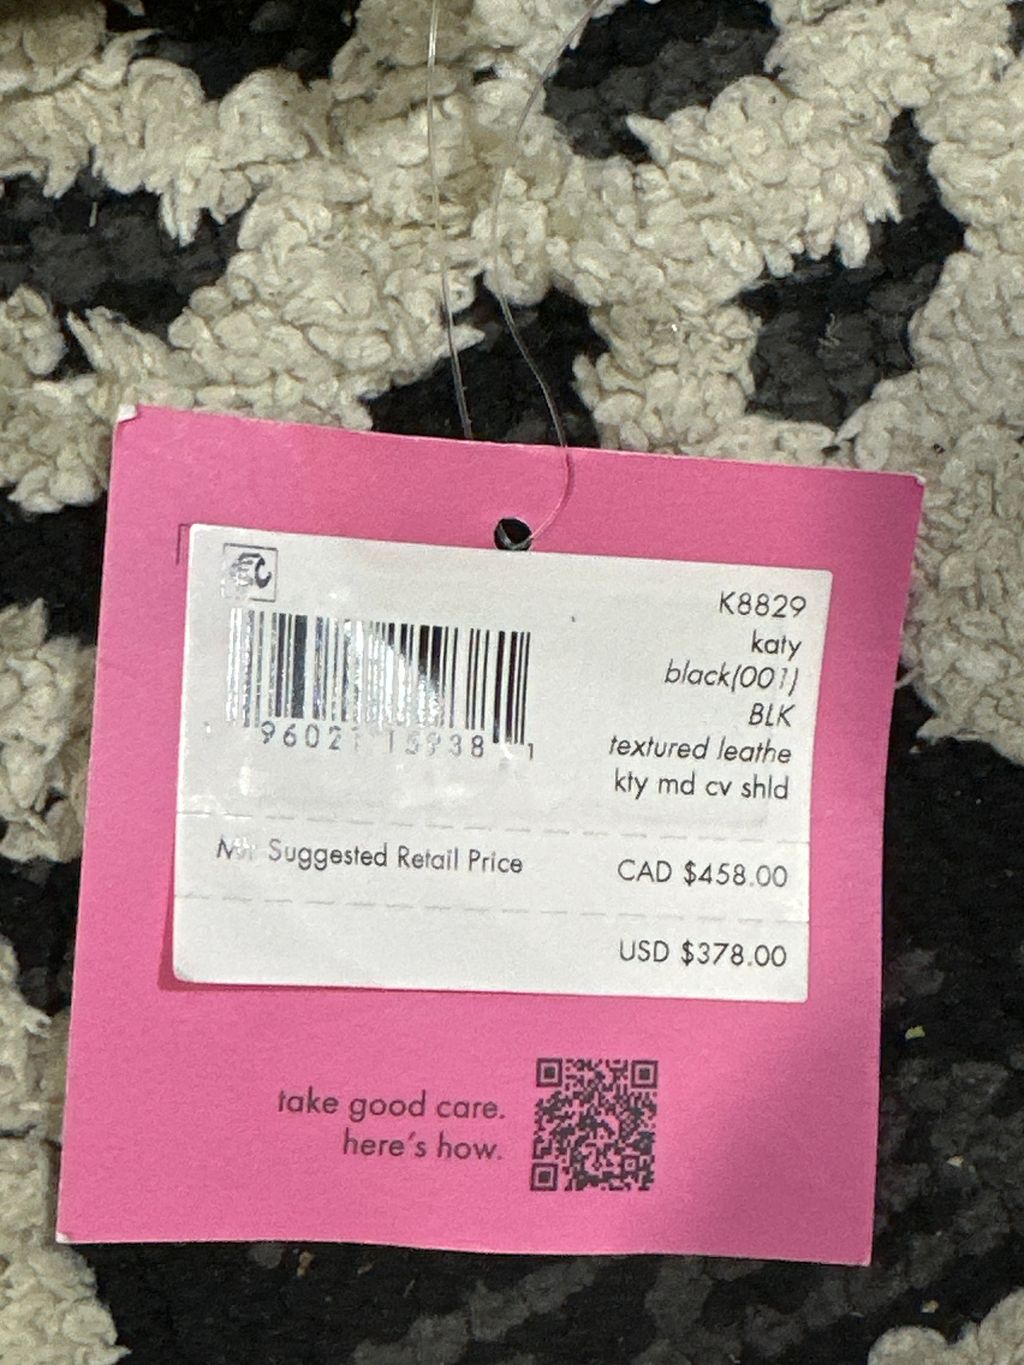 K8829
katy
black(001)
BLK
textured leathe
kty md cv shld
Suggested Retail Price CAD $458.00
USD $378.00
take good care.
here's how.